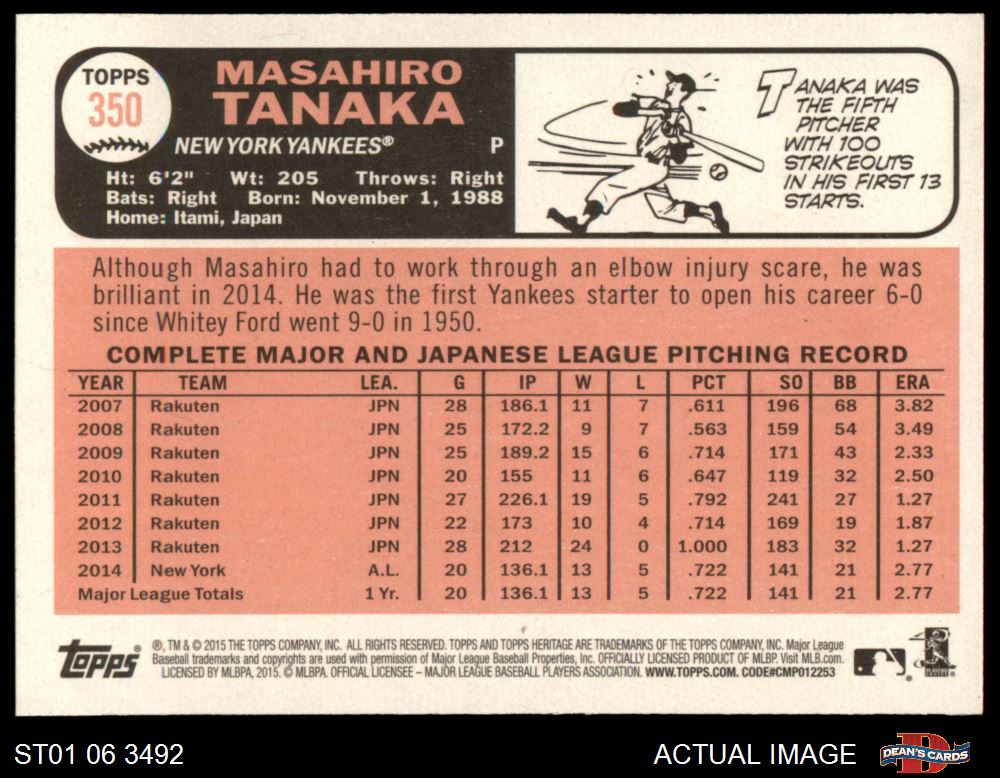 TOPPS
350
MASAHIRO
TANAKA
NEW YORK YANKEES® P
Ht: 6'2" Wt: 205 Throws: Right
Bats: Right Born: November 1, 1988
Home: Itami, Japan
TANAKA WAS
THE FIFTH
PITCHER
WITH 100
STRIKEOUTS
IN HIS FIRST 13
STARTS.
Although Masahiro had to work through an elbow injury scare, he was
brilliant in 2014. He was the first Yankees starter to open his career 6-0
since Whitey Ford went 9-0 in 1950.
COMPLETE MAJOR AND JAPANESE LEAGUE PITCHING RECORD
YEAR TEAM LEA. G IP W L PCT SO BB ERA
2007 Rakuten JPN 28 186.1 11 7 .611 196 68 3.82
2008 Rakuten JPN 25 172.2 9 7 .563 159 54 3.49
2009 Rakuten JPN 25 189.2 15 6 .714 171 43 2.33
2010 Rakuten JPN 20 155 11 6 .647 119 32 2.50
2011 Rakuten JPN 27 226.1 19 5 .792 241 27 1.27
2012 Rakuten JPN 22 173 10 4 .714 169 19 1.87
2013 Rakuten JPN 28 212 24 0 1.000 183 32 1.27
2014 New York A.L. 20 136.1 13 5 .722 141 21 2.77
Major League Totals 1 Yr. 20 136.1 13 5 .722 141 21 2.77
topps®
®, TM & © 2015 THE TOPPS COMPANY, INC. ALL RIGHTS RESERVED. TOPPS AND TOPPS HERITAGE ARE TRADEMARKS OF THE TOPPS COMPANY, INC. Major League
Baseball trademarks and copyrights are used with permission of Major League Baseball Properties, Inc. OFFICIALLY LICENSED PRODUCT OF MLBP. Visit MLB.com.
LICENSED BY MLBPA, 2015. © MLBPA. OFFICIAL LICENSEE – MAJOR LEAGUE BASEBALL PLAYERS ASSOCIATION. WWW.TOPPS.COM. CODE#CMP012253
ST01 06 3492
ACTUAL IMAGE
DEAN'S CARDS